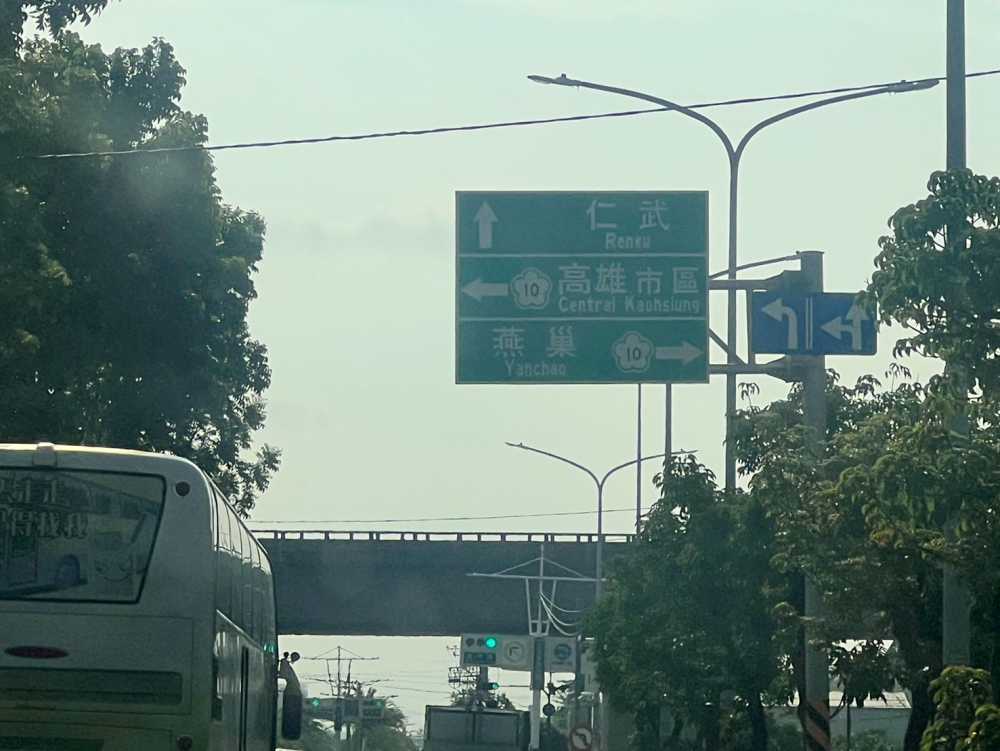 仁武
Renwu
10 高雄市區
Central Kaohsiung
燕巢 10
Yanchao